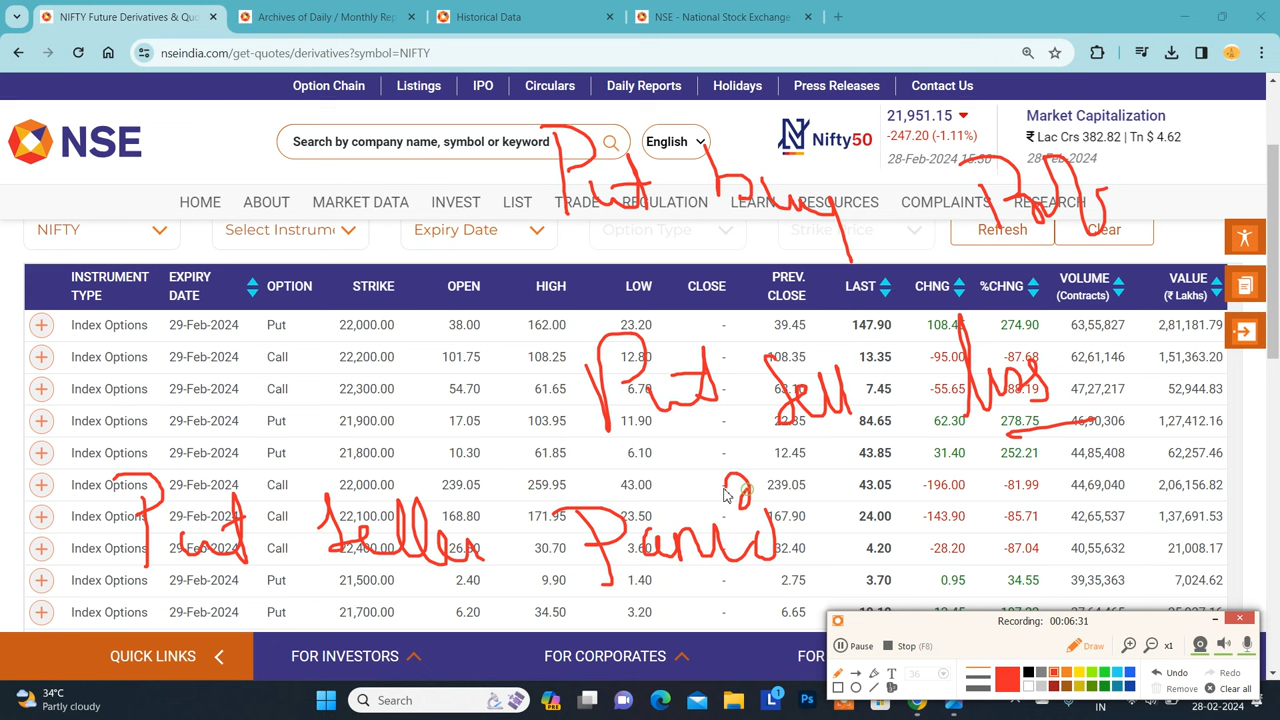 NIFTY Future Derivatives & Quo
Archives of Daily / Monthly Rep
Historical Data
NSE - National Stock Exchange
nseindia.com/get-quotes/derivatives?symbol=NIFTY
Option Chain Listings IPO Circulars Daily Reports Holidays Press Releases Contact Us
NSE
Search by company name, symbol or keyword
English
Nifty50
21,951.15
-247.20 (-1.11%)
28-Feb-2024 15:30
Market Capitalization
₹ Lac Crs 382.82 | Tn $ 4.62
28-Feb-2024
Put buy
HOME ABOUT MARKET DATA INVEST LIST TRADE REGULATION LEARN RESOURCES COMPLAINTS RESEARCH
NIFTY Select Instrume Expiry Date Option Type Strike Price Refresh Clear
INSTRUMENT TYPE EXPIRY DATE OPTION STRIKE OPEN HIGH LOW CLOSE PREV. CLOSE LAST CHNG %CHNG VOLUME (Contracts) VALUE (₹ Lakhs)
Index Options 29-Feb-2024 Put 22,000.00 38.00 162.00 23.20 - 39.45 147.90 108.45 274.90 63,55,827 2,81,181.79
Index Options 29-Feb-2024 Call 22,200.00 101.75 108.25 12.80 - 108.35 13.35 -95.00 -87.68 62,61,146 1,51,363.20
Index Options 29-Feb-2024 Call 22,300.00 54.70 61.65 6.70 - 7.45 -55.65 -88.19 47,27,217 52,944.83
Put Sell loss
Index Options 29-Feb-2024 Put 21,900.00 17.05 103.95 11.90 - 84.65 62.30 278.75 46,90,306 1,27,412.16
Index Options 29-Feb-2024 Put 21,800.00 10.30 61.85 6.10 - 12.45 43.85 31.40 252.21 44,85,408 62,257.46
Index Options 29-Feb-2024 Call 22,000.00 239.05 259.95 43.00 - 239.05 43.05 -196.00 -81.99 44,69,040 2,06,156.82
Index Options 29-Feb-2024 Call 22,100.00 168.80 171.95 23.50 - 167.90 24.00 -143.90 -85.71 42,65,537 1,37,691.53
Put Seller
Index Options 29-Feb-2024 Call 22,400.00 26.80 30.70 3.60 - 32.40 4.20 -28.20 -87.04 40,55,632 21,008.17
Index Options 29-Feb-2024 Put 21,500.00 2.40 9.90 1.40 - 2.75 3.70 0.95 34.55 39,35,363 7,024.62
Index Options 29-Feb-2024 Put 21,700.00 6.20 34.50 3.20 - 6.65
QUICK LINKS FOR INVESTORS FOR CORPORATES FO
Recording: 00:06:31
Pause Stop (F8) Draw x1
T 36 Undo Redo
Remove Clear all
34°C
Partly cloudy
Search
IN
28-02-2024